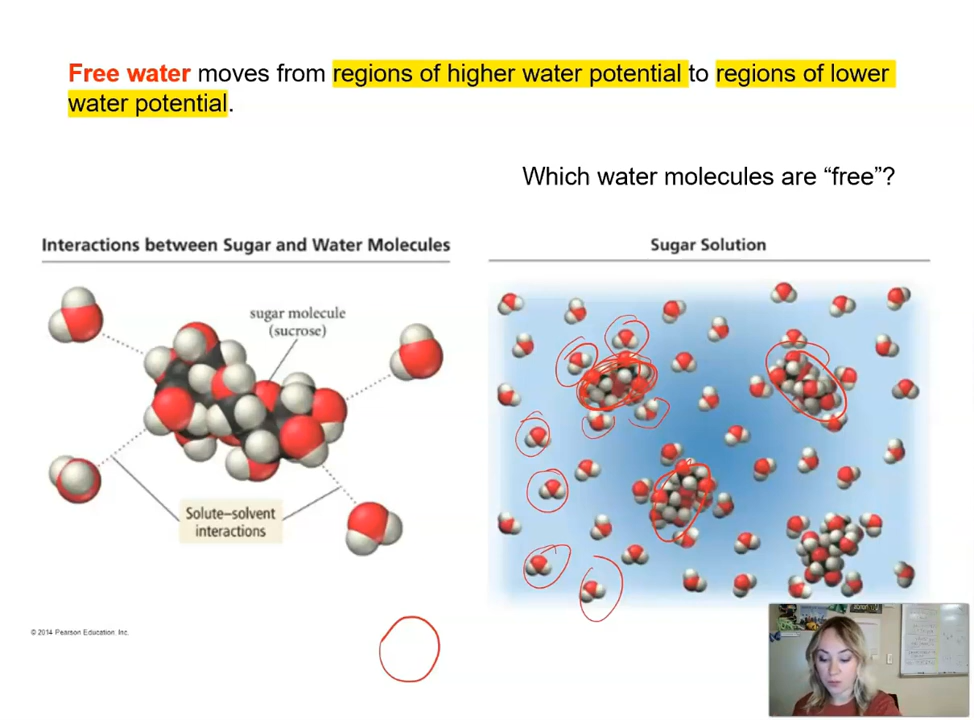 Free water moves from regions of higher water potential to regions of lower
water potential.
Which water molecules are “free”?
Interactions between Sugar and Water Molecules
sugar molecule
(sucrose)
Solute–solvent
interactions
Sugar Solution
© 2014 Pearson Education, Inc.